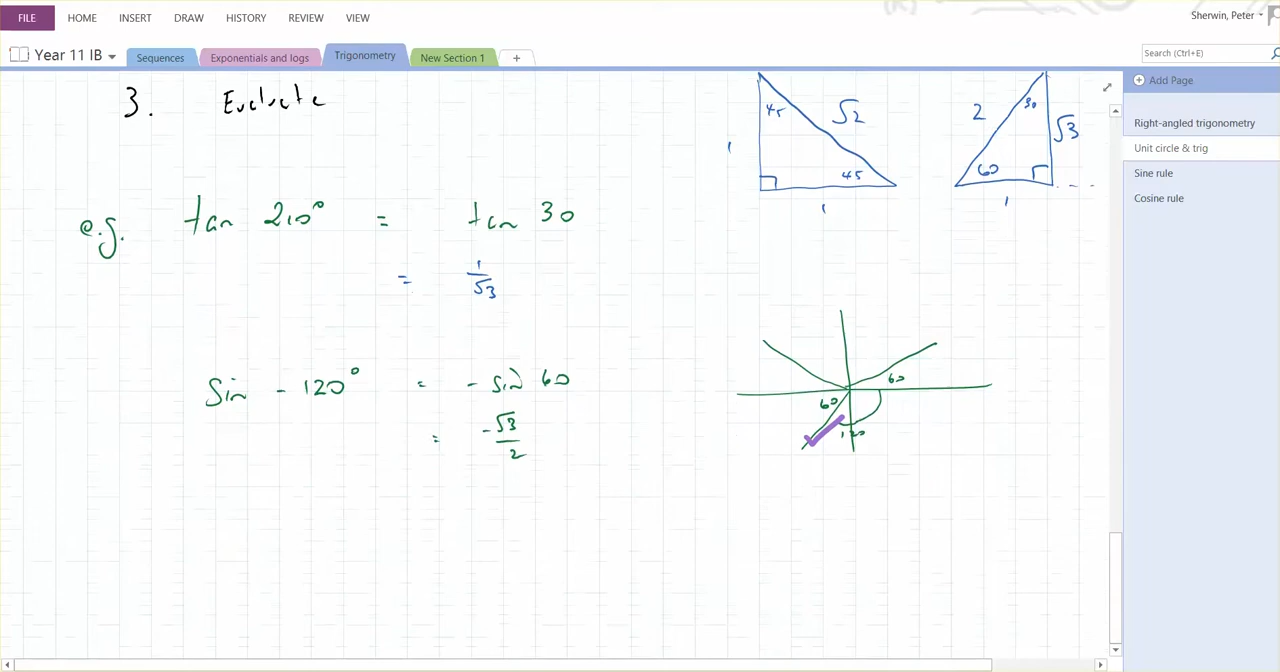 Sherwin, Peter
FILE HOME INSERT DRAW HISTORY REVIEW VIEW
Year 11 IB Sequences Exponentials and logs Trigonometry New Section 1 +
Search (Ctrl+E)
Add Page
Right-angled trigonometry
Unit circle & trig
Sine rule
Cosine rule
3. Evaluate
45 √2
1
45
1
2 30 √3
60
1
e.g. tan 210° = tan 30
= 1/√3
sin - 120° = - sin 60
= -√3/2
60
60
120